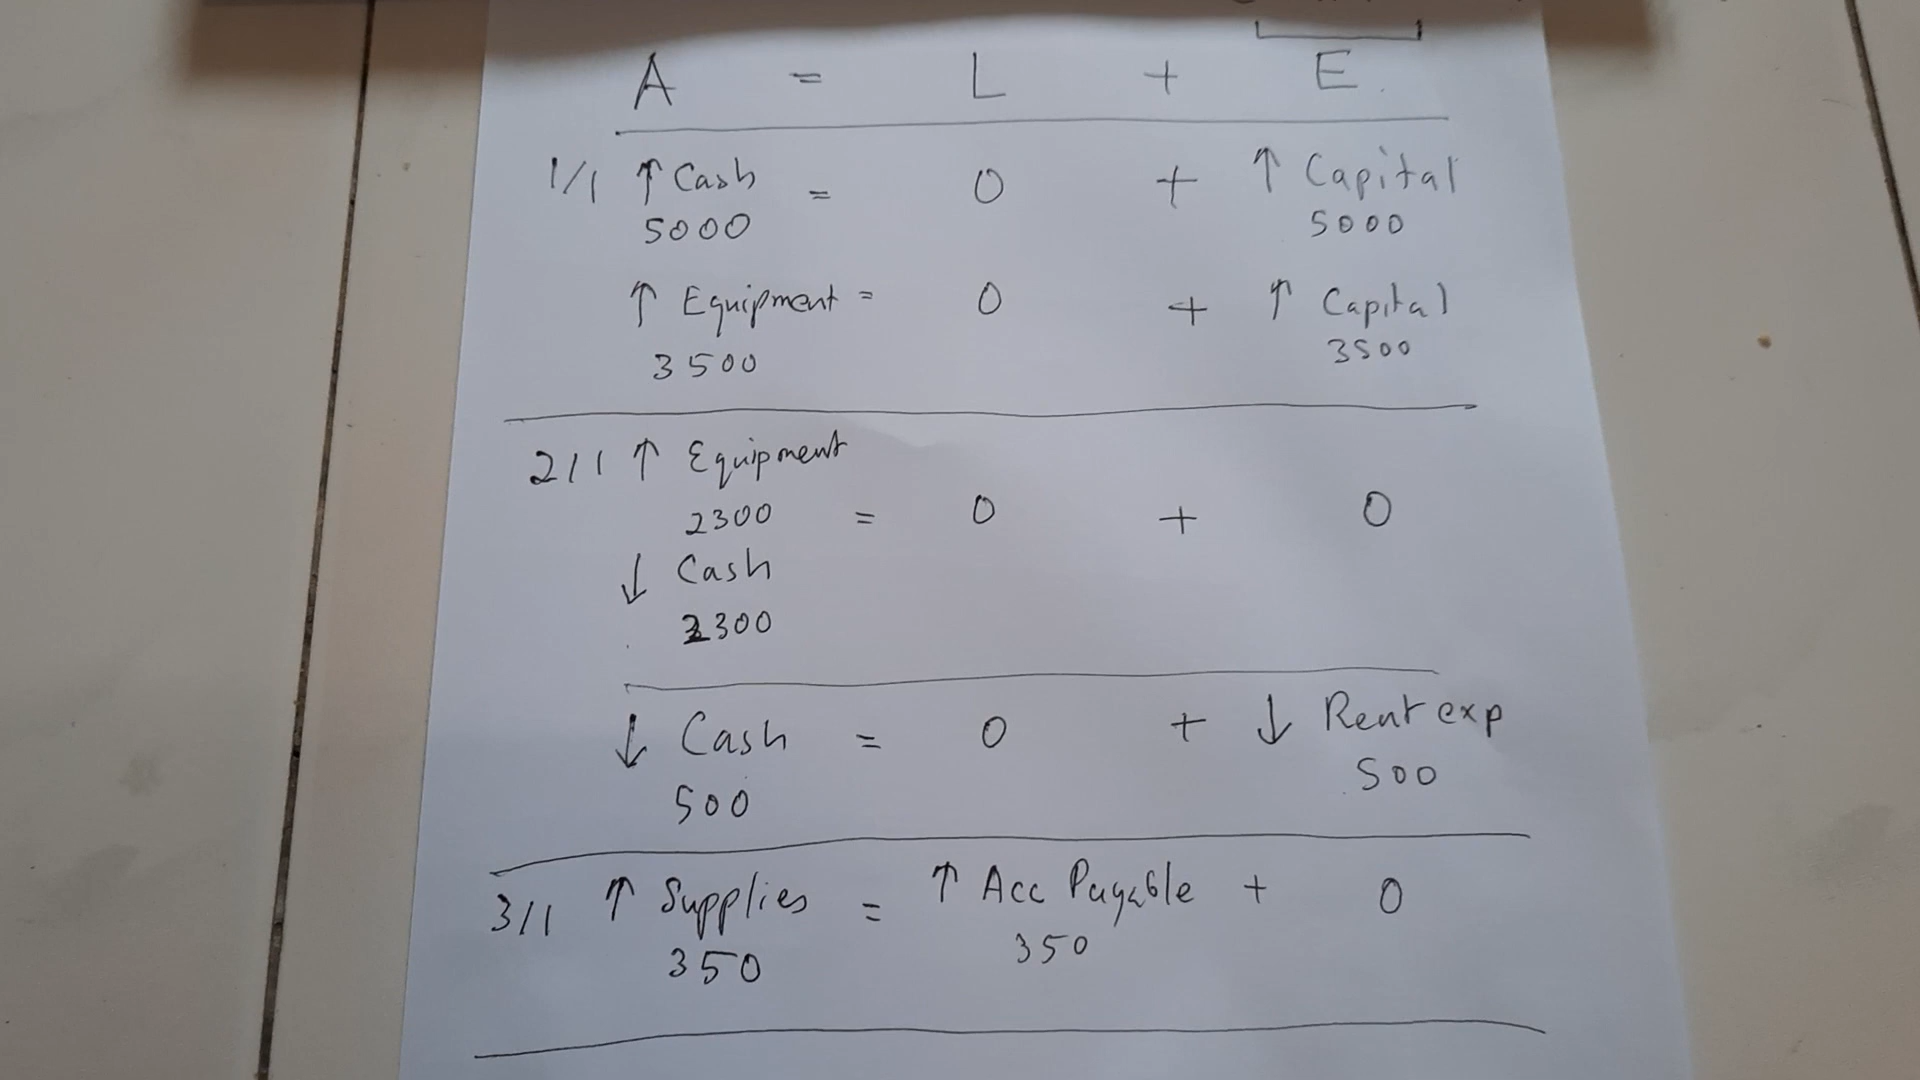 A = L + E
1/1 ↑ Cash = 0 + ↑ Capital
5000 5000
↑ Equipment = 0 + ↑ Capital
3500 3500
2/1 ↑ Equipment
2300 = 0 + 0
↓ Cash
2300
↓ Cash = 0 + ↓ Rent exp
500 500
3/1 ↑ Supplies = ↑ Acc Payable + 0
350 350